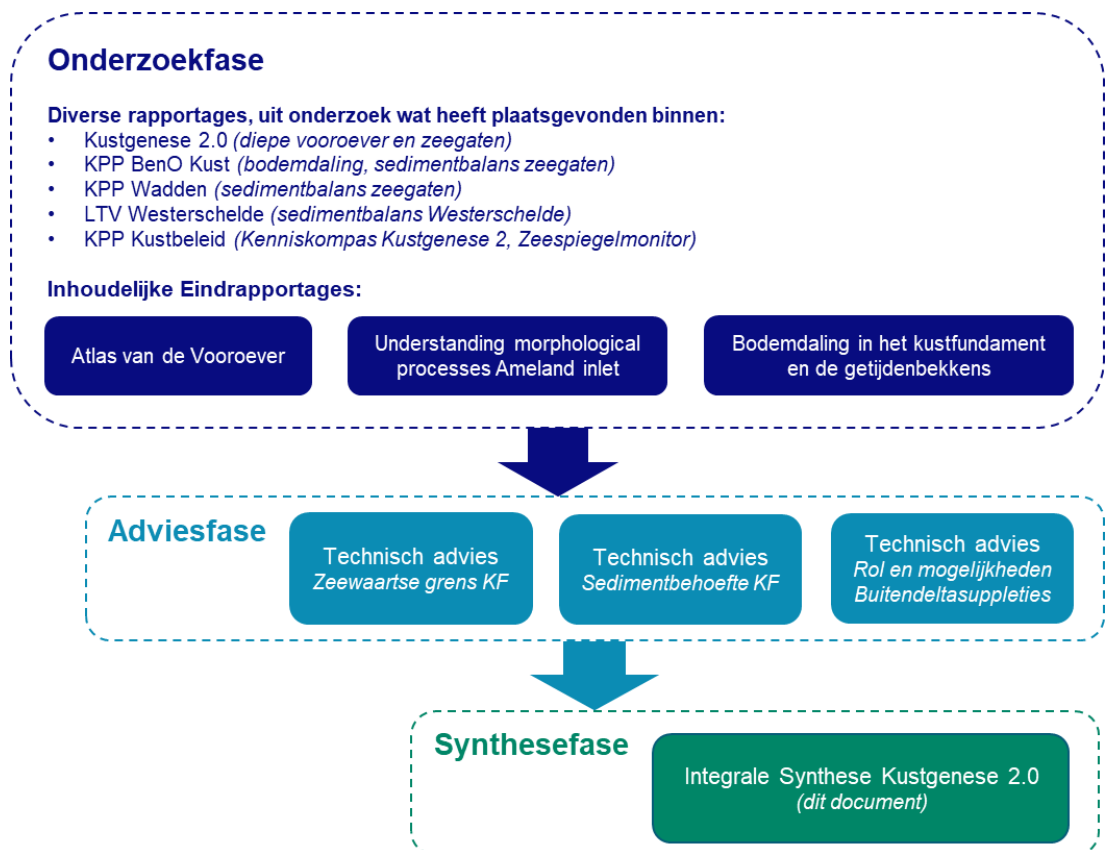 Onderzoekfase
Diverse rapportages, uit onderzoek wat heeft plaatsgevonden binnen:
• Kustgenese 2.0 (diepe vooroever en zeegaten)
• KPP BenO Kust (bodemdaling, sedimentbalans zeegaten)
• KPP Wadden (sedimentbalans zeegaten)
• LTV Westerschelde (sedimentbalans Westerschelde)
• KPP Kustbeleid (Kenniskompas Kustgenese 2, Zeespiegelmonitor)
Inhoudelijke Eindrapportages:
Atlas van de Vooroever
Understanding morphological
processes Ameland inlet
Bodemdaling in het kustfundament
en de getijdenbekkens
Adviesfase
Technisch advies
Zeewaartse grens KF
Technisch advies
Sedimentbehoefte KF
Technisch advies
Rol en mogelijkheden
Buitendeltasuppleties
Synthesefase
Integrale Synthese Kustgenese 2.0
(dit document)